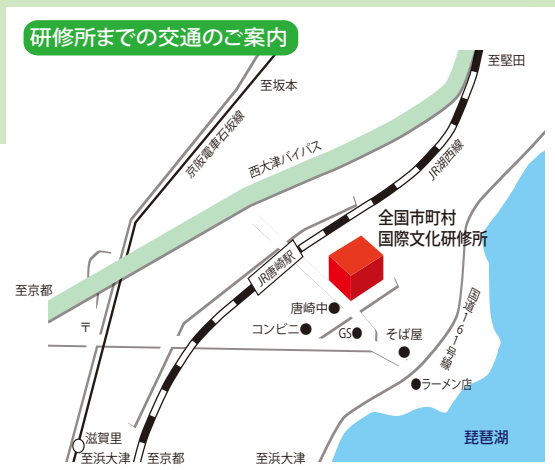 研修所までの交通のご案内
至堅田
至坂本
京阪電車石坂線
西大津バイパス
JR湖西線
全国市町村
国際文化研修所
JR唐崎駅
至京都
唐崎中
国道161号線
〒
コンビニ
GS
そば屋
ラーメン店
滋賀里
琵琶湖
至浜大津
至京都
至浜大津